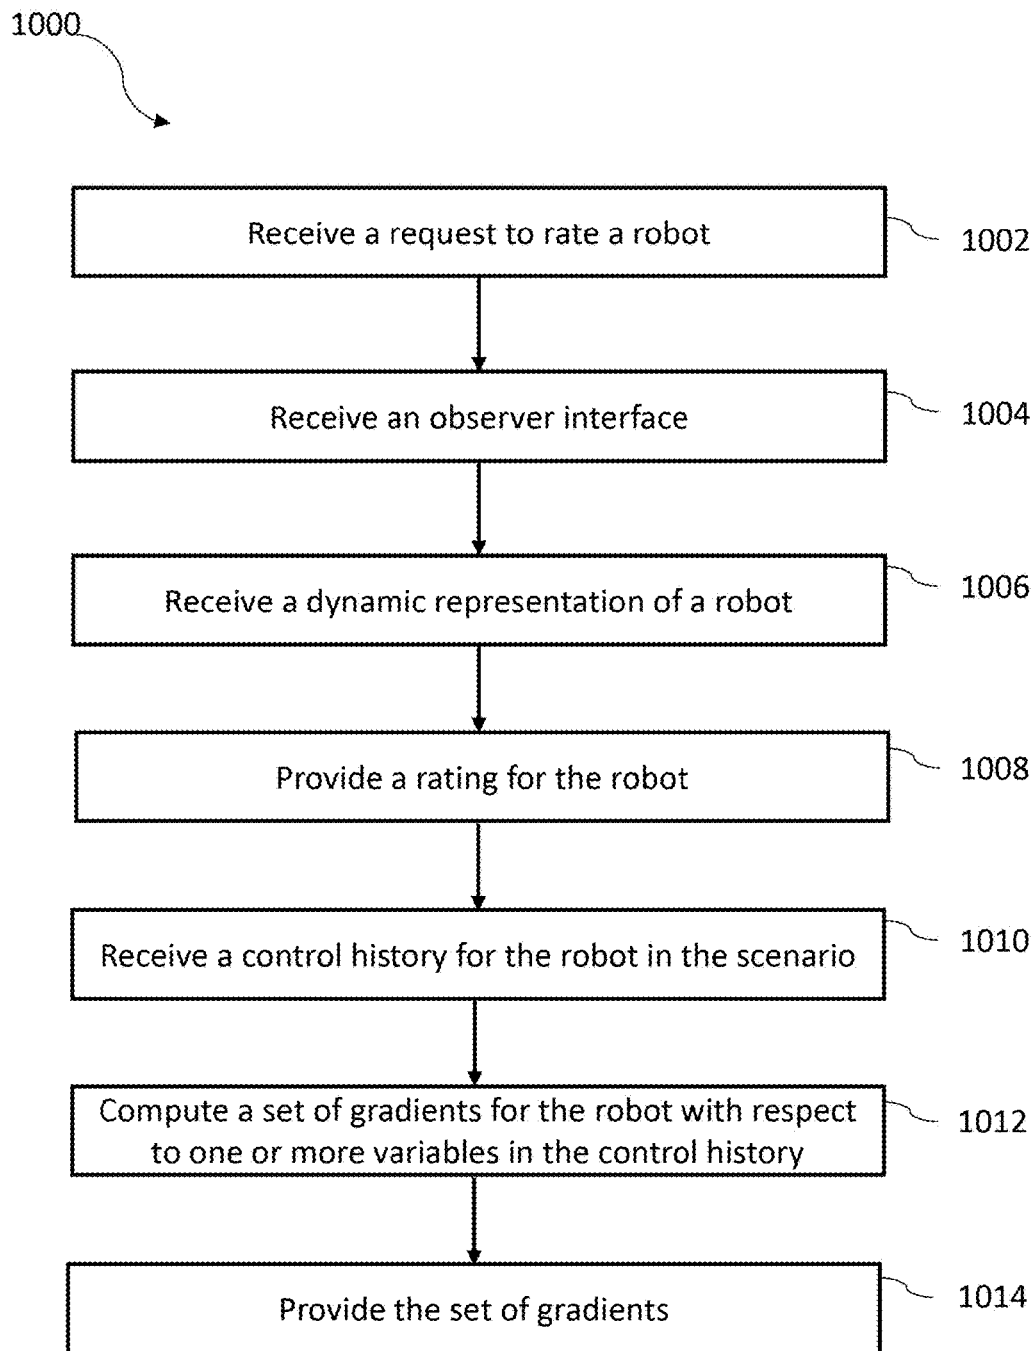 1000
Receive a request to rate a robot
1002
Receive an observer interface
1004
Receive a dynamic representation of a robot
1006
Provide a rating for the robot
1008
Receive a control history for the robot in the scenario
1010
Compute a set of gradients for the robot with respect
to one or more variables in the control history
1012
Provide the set of gradients
1014